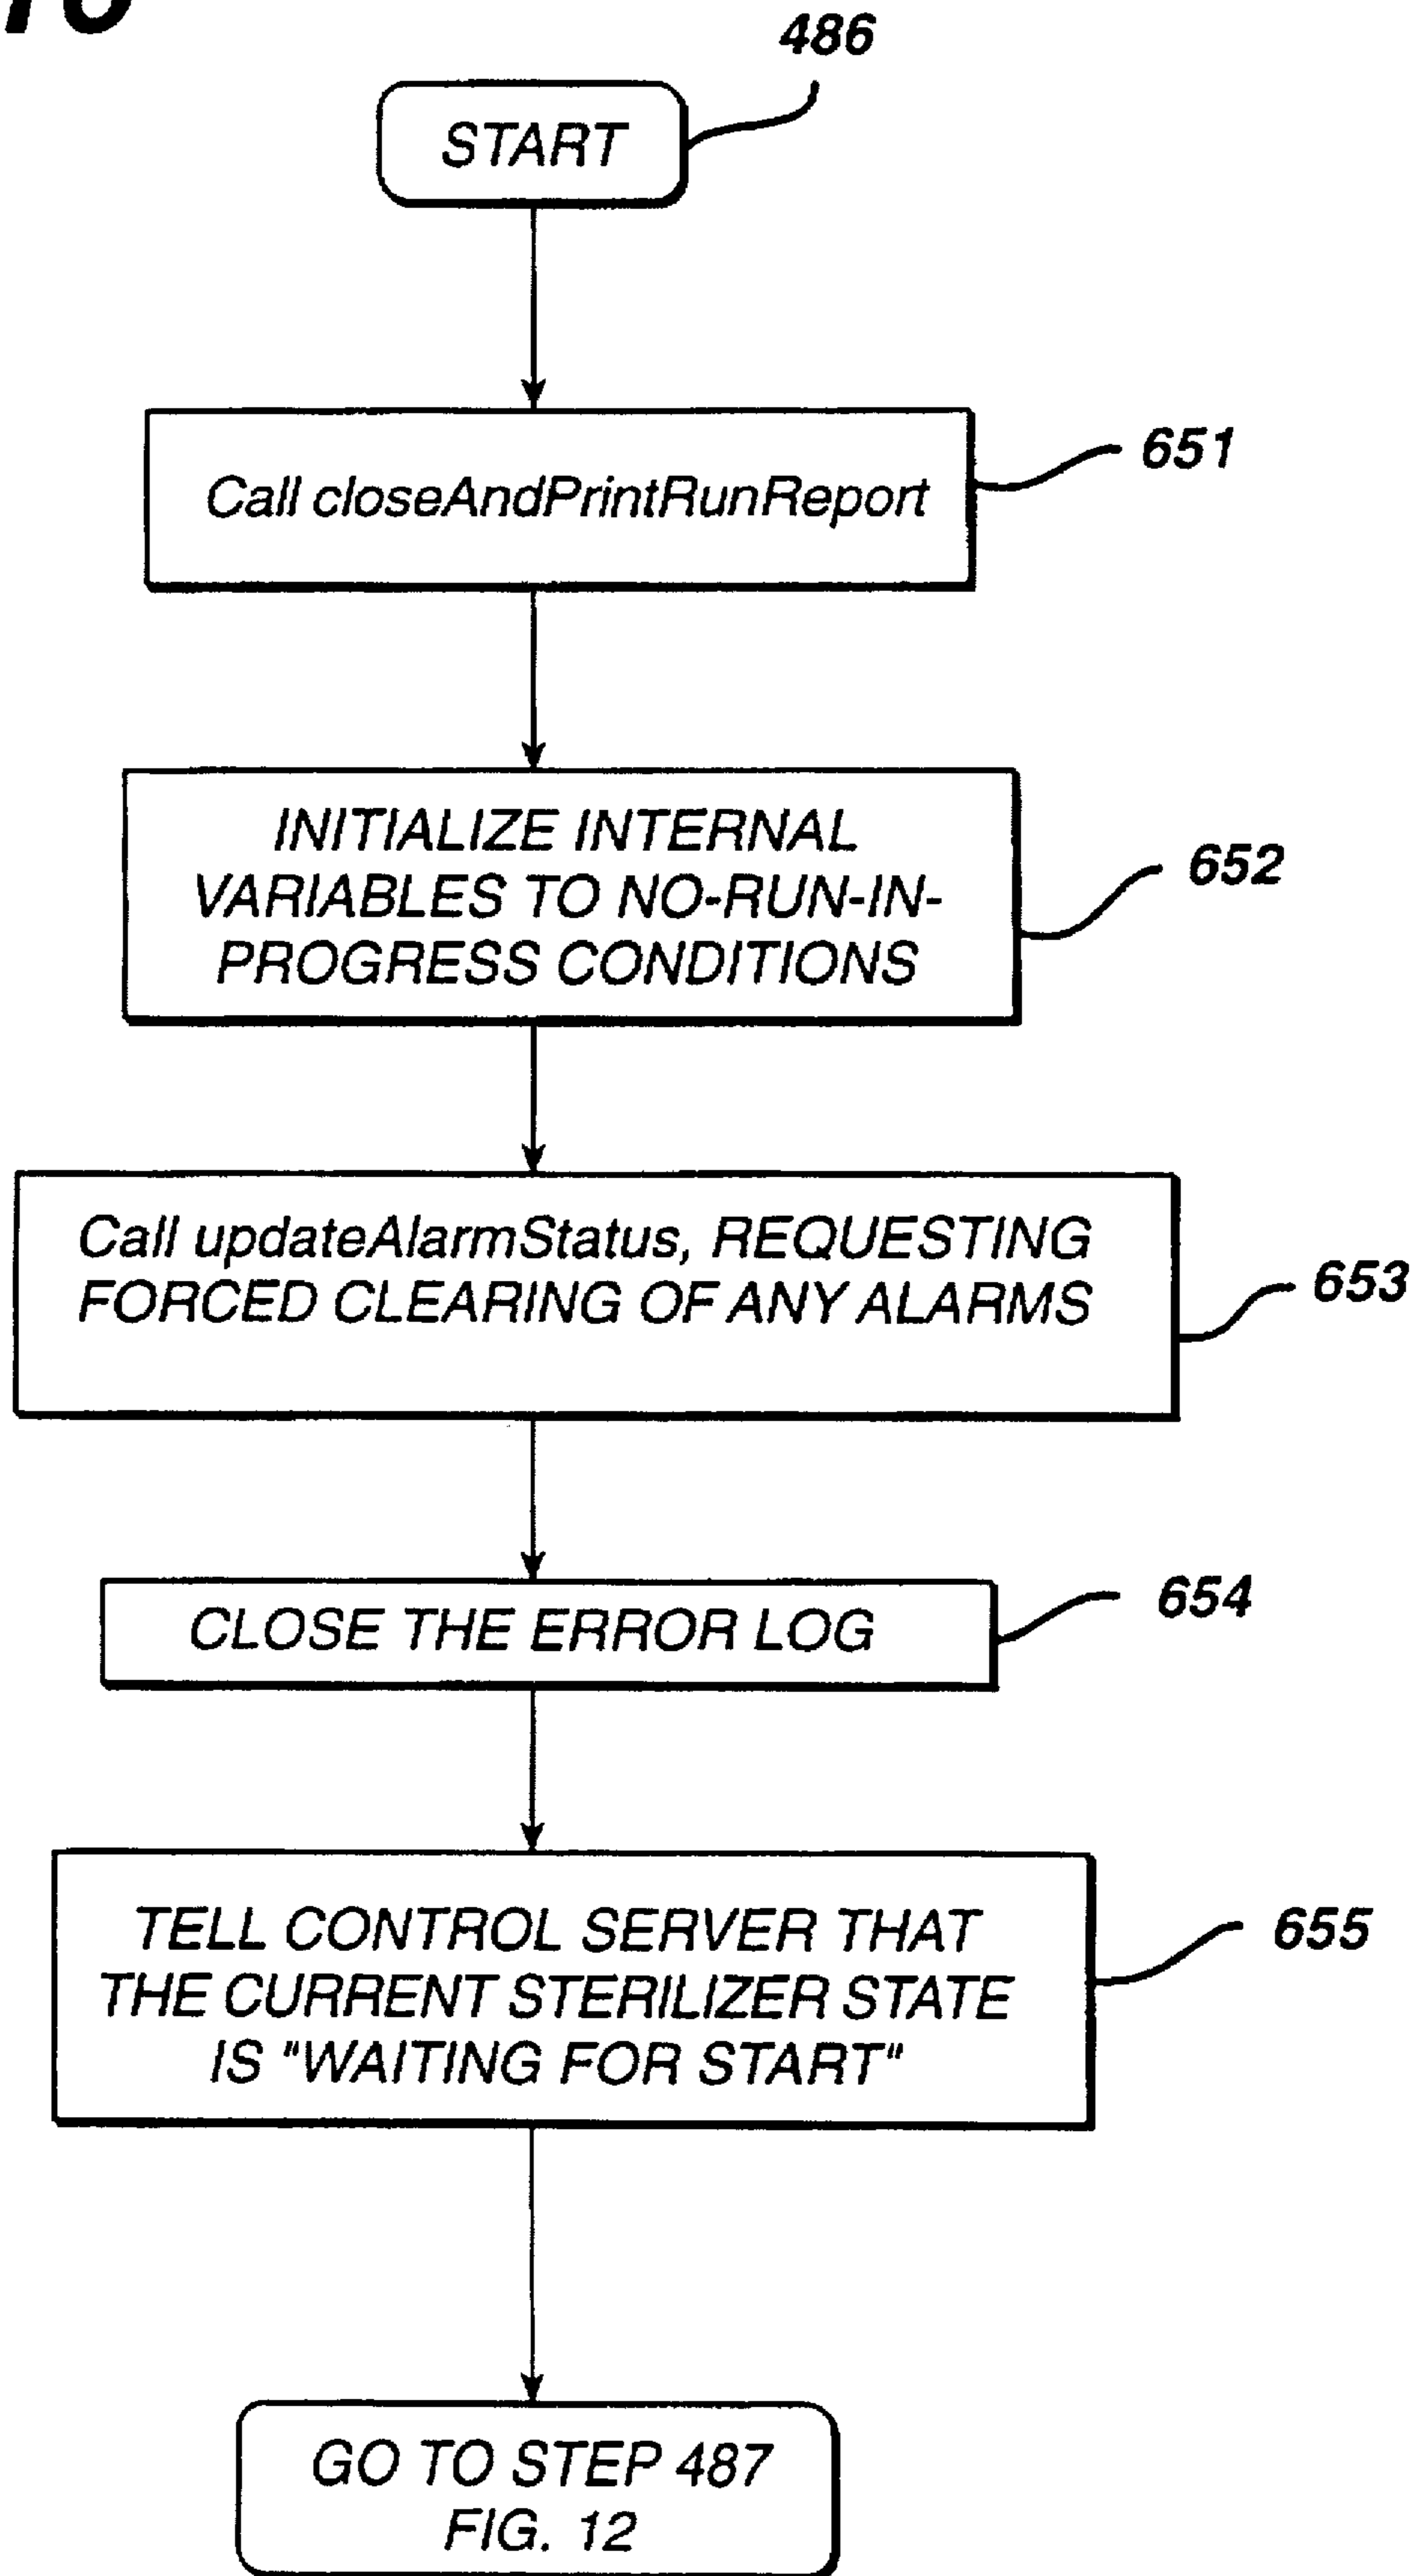 486
START
651
Call closeAndPrintRunReport
INITIALIZE INTERNAL
VARIABLES TO NO-RUN-IN-
PROGRESS CONDITIONS
652
Call updateAlarmStatus, REQUESTING
FORCED CLEARING OF ANY ALARMS
653
CLOSE THE ERROR LOG
654
TELL CONTROL SERVER THAT
THE CURRENT STERILIZER STATE
IS "WAITING FOR START"
655
GO TO STEP 487
FIG. 12